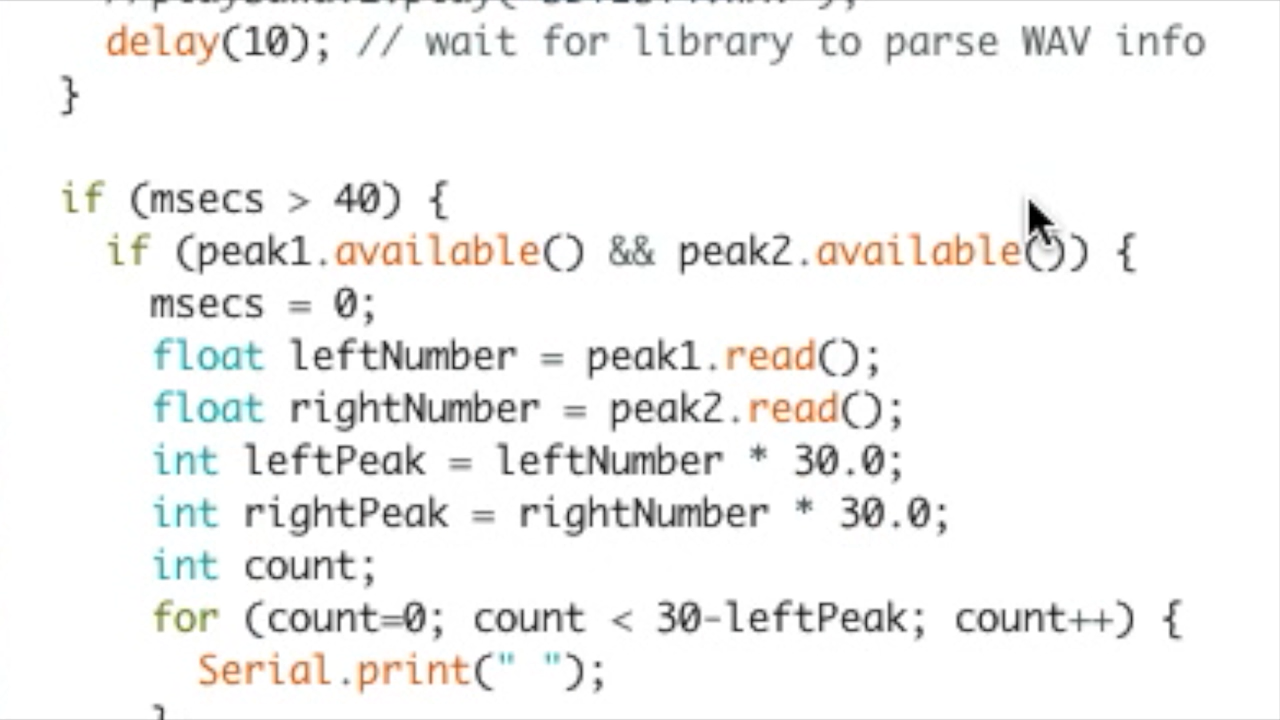 delay(10); // wait for library to parse WAV info
}
if (msecs > 40) {
if (peak1.available() && peak2.available()) {
msecs = 0;
float leftNumber = peak1.read();
float rightNumber = peak2.read();
int leftPeak = leftNumber * 30.0;
int rightPeak = rightNumber * 30.0;
int count;
for (count=0; count < 30-leftPeak; count++) {
Serial.print(" ");
}